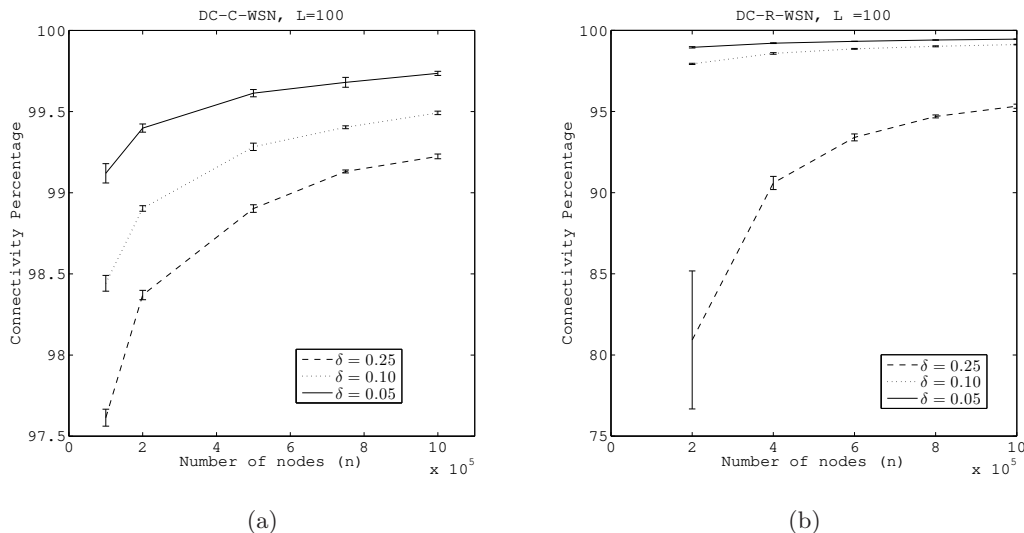 DC-C-WSN, L=100
100
99.5
99
98.5
98
97.5
Connectivity Percentage
0
2
4
6
8
10
Number of nodes (n)
x 10^5
δ = 0.25
δ = 0.10
δ = 0.05
(a)
DC-R-WSN, L =100
100
95
90
85
80
75
Connectivity Percentage
0
2
4
6
8
10
Number of nodes (n)
x 10^5
δ = 0.25
δ = 0.10
δ = 0.05
(b)